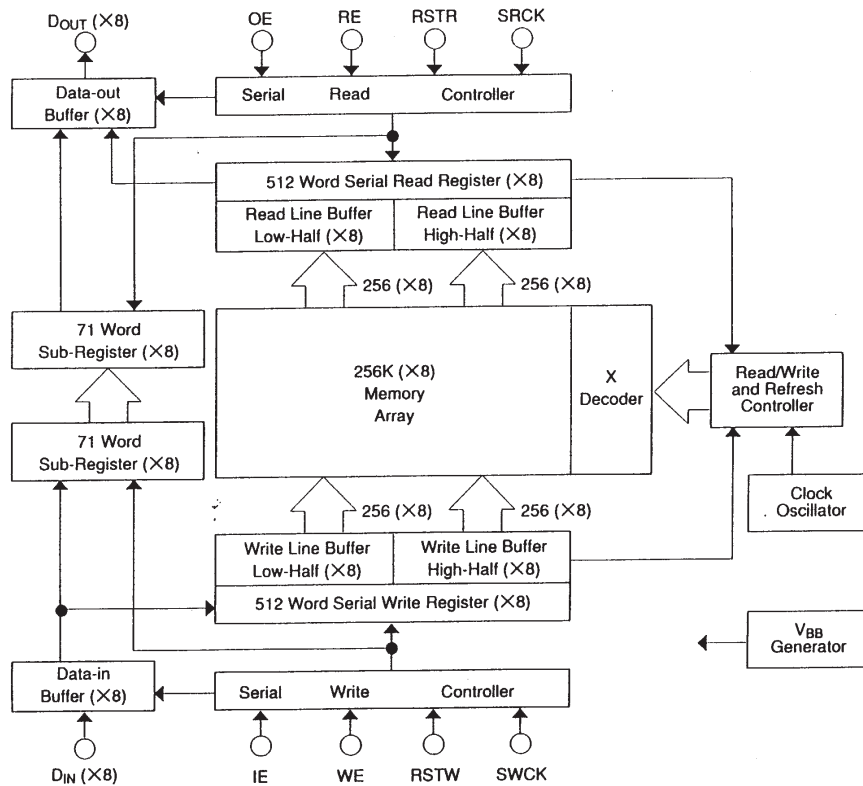 DOUT (×8)
OE
RE
RSTR
SRCK
Data-out
Buffer (×8)
Serial Read Controller
512 Word Serial Read Register (×8)
Read Line Buffer
Low-Half (×8)
Read Line Buffer
High-Half (×8)
256 (×8)
256 (×8)
71 Word
Sub-Register (×8)
256K (×8)
Memory
Array
X
Decoder
Read/Write
and Refresh
Controller
71 Word
Sub-Register (×8)
Clock
Oscillator
256 (×8)
256 (×8)
Write Line Buffer
Low-Half (×8)
Write Line Buffer
High-Half (×8)
512 Word Serial Write Register (×8)
VBB
Generator
Data-in
Buffer (×8)
Serial Write Controller
DIN (×8)
IE
WE
RSTW
SWCK